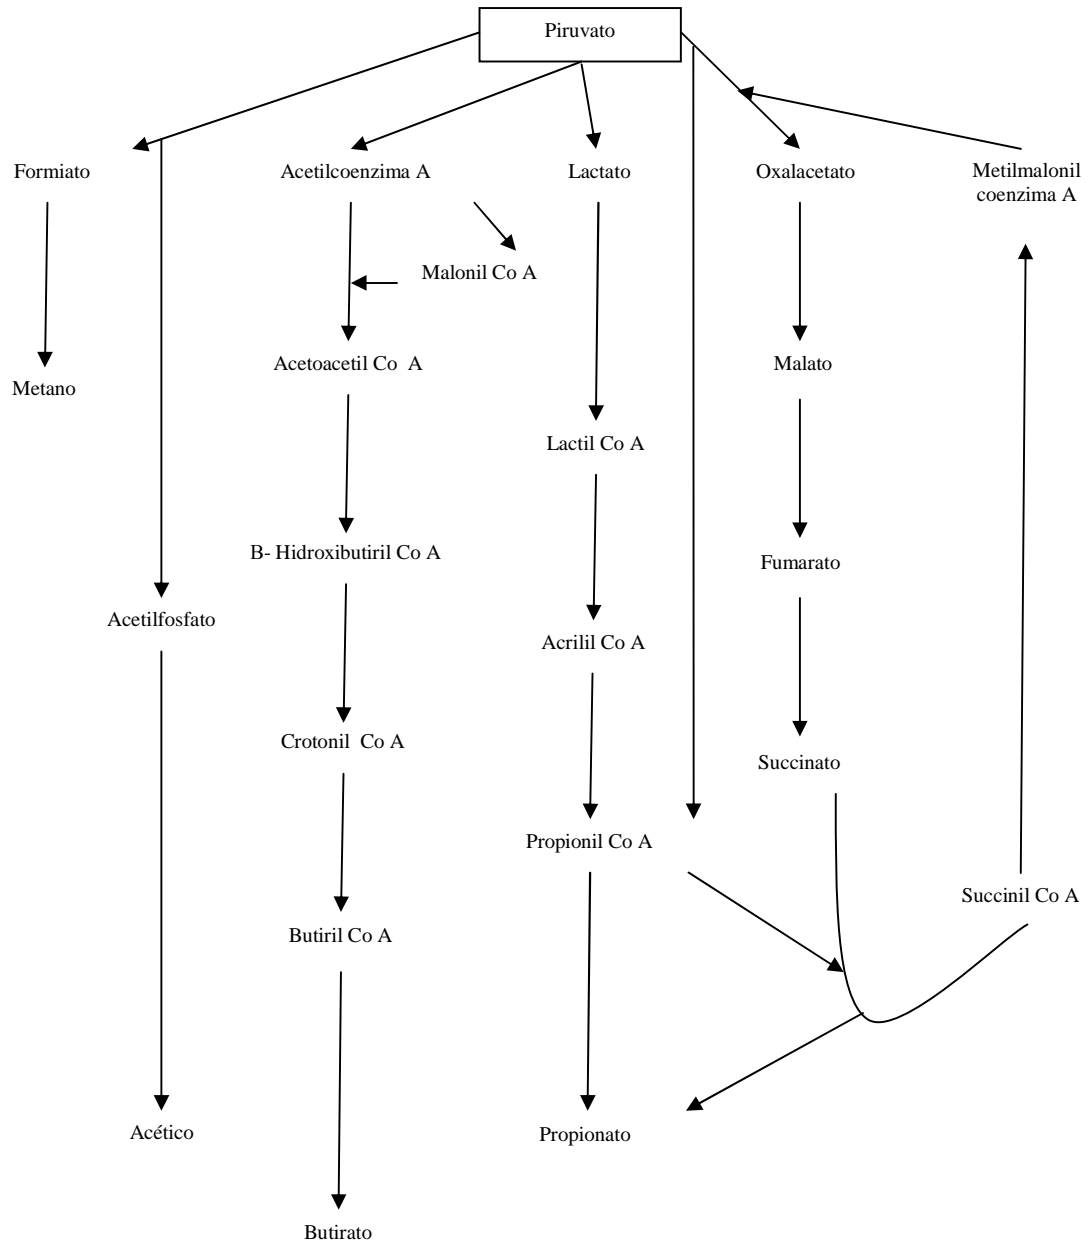 Piruvato
Formiato
Acetilcoenzima A
Lactato
Oxalacetato
Metilmalonil
coenzima A
Malonil Co A
Acetoacetil Co  A
Malato
Metano
Lactil Co A
B- Hidroxibutiril Co A
Fumarato
Acetilfosfato
Acrilil Co A
Crotonil  Co A
Succinato
Propionil Co A
Succinil Co A
Butiril Co A
Acético
Propionato
Butirato